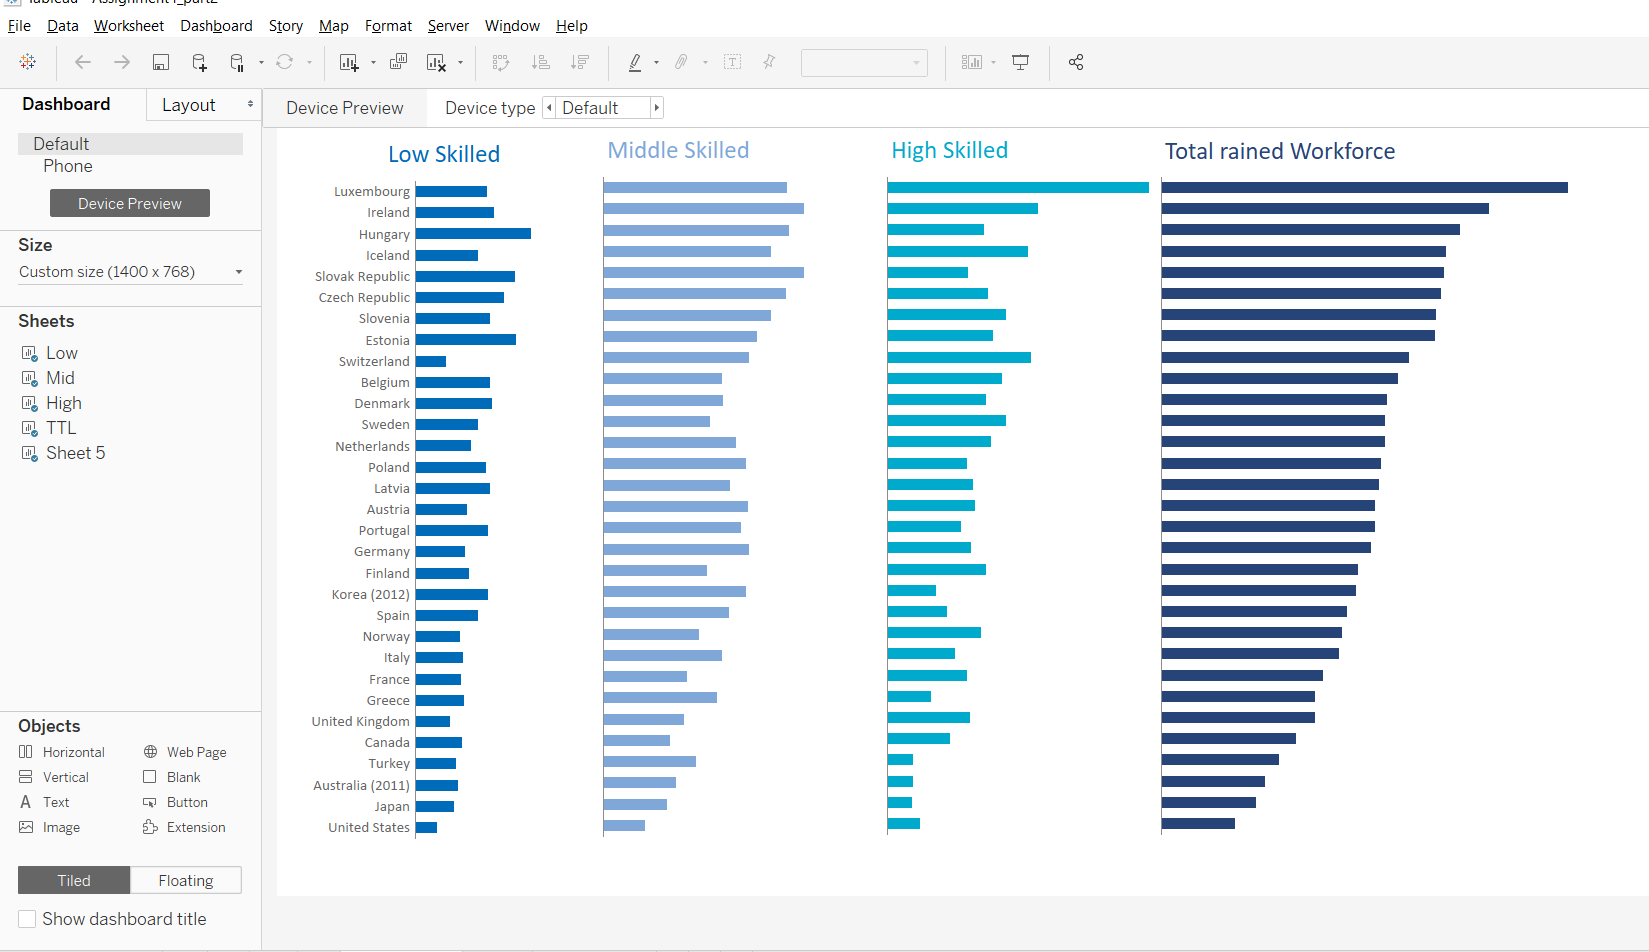 Tableau - Assignment1_part2
File Data Worksheet Dashboard Story Map Format Server Window Help
Dashboard Layout
Device Preview Device type Default
Default
Phone
Device Preview
Size
Custom size (1400 x 768)
Sheets
Low
Mid
High
TTL
Sheet 5
Objects
Horizontal Web Page
Vertical Blank
Text Button
Image Extension
Tiled Floating
Show dashboard title
Low Skilled Middle Skilled High Skilled Total rained Workforce
Luxembourg
Ireland
Hungary
Iceland
Slovak Republic
Czech Republic
Slovenia
Estonia
Switzerland
Belgium
Denmark
Sweden
Netherlands
Poland
Latvia
Austria
Portugal
Germany
Finland
Korea (2012)
Spain
Norway
Italy
France
Greece
United Kingdom
Canada
Turkey
Australia (2011)
Japan
United States